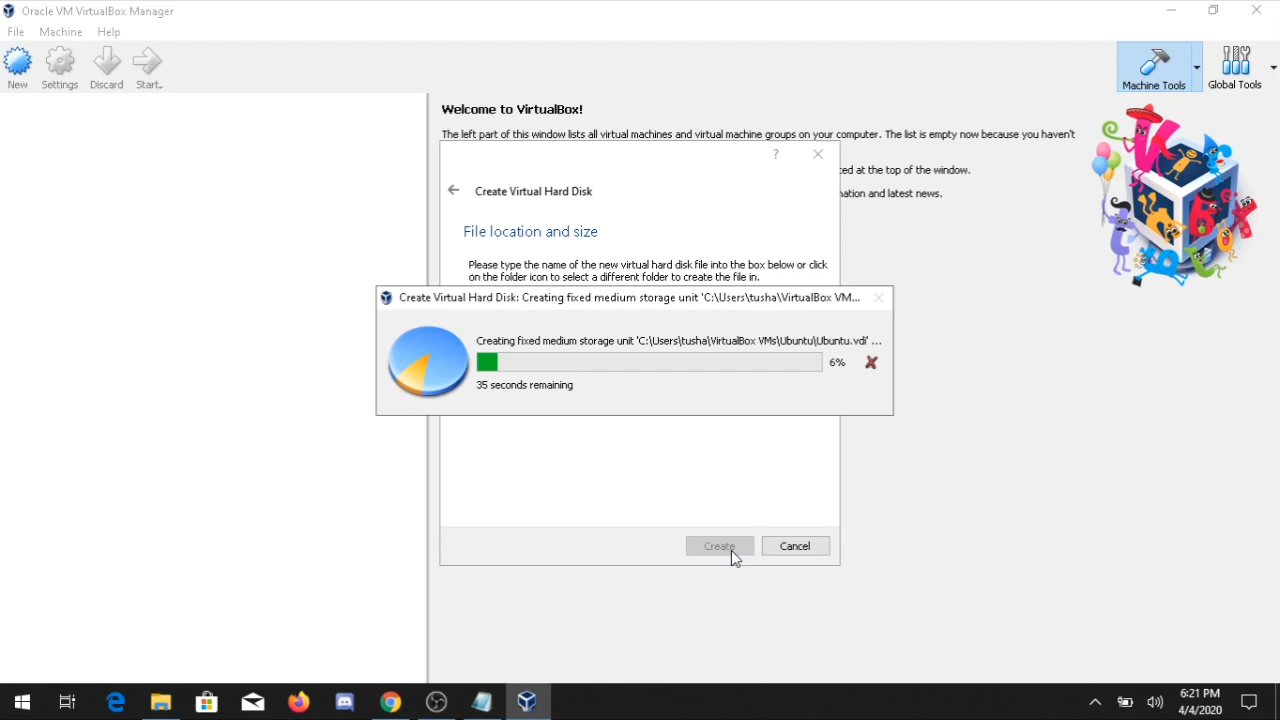 Oracle VM VirtualBox Manager
File Machine Help
New Settings Discard Start
Machine Tools Global Tools
Welcome to VirtualBox!
The left part of this window lists all virtual machines and virtual machine groups on your computer. The list is empty now because you haven't
? 
ed at the top of the window.
Create Virtual Hard Disk
ation and latest news.
File location and size
Please type the name of the new virtual hard disk file into the box below or click
on the folder icon to select a different folder to create the file in.
Create Virtual Hard Disk: Creating fixed medium storage unit 'C:\Users\tusha\VirtualBox VM...
Creating fixed medium storage unit 'C:\Users\tusha\VirtualBox VMs\Ubuntu\Ubuntu.vdi' ...
6%
35 seconds remaining
Create Cancel
6:21 PM
4/4/2020